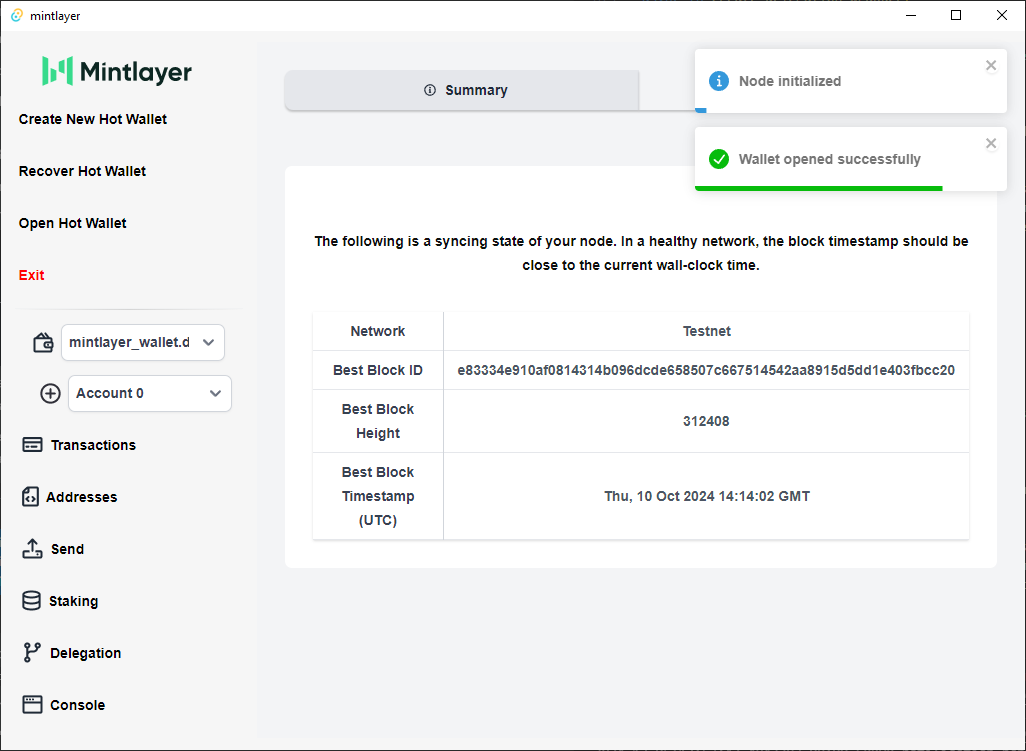 mintlayer
Mintlayer
Create New Hot Wallet
Recover Hot Wallet
Open Hot Wallet
Exit
mintlayer_wallet.d
Account 0
Transactions
Addresses
Send
Staking
Delegation
Console
Summary
Node initialized
Wallet opened successfully
The following is a syncing state of your node. In a healthy network, the block timestamp should be
close to the current wall-clock time.
Network Testnet
Best Block ID e83334e910af0814314b096dcde658507c667514542aa8915d5dd1e403fbcc20
Best Block
Height
312408
Best Block
Timestamp
(UTC)
Thu, 10 Oct 2024 14:14:02 GMT